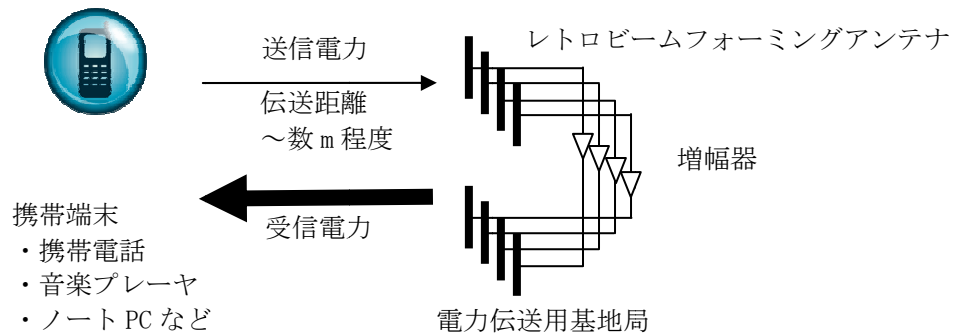 送信電力
レトロビームフォーミングアンテナ
伝送距離
~数 m 程度
増幅器
受信電力
携帯端末
・携帯電話
・音楽プレーヤ
・ノート PC など
電力伝送用基地局